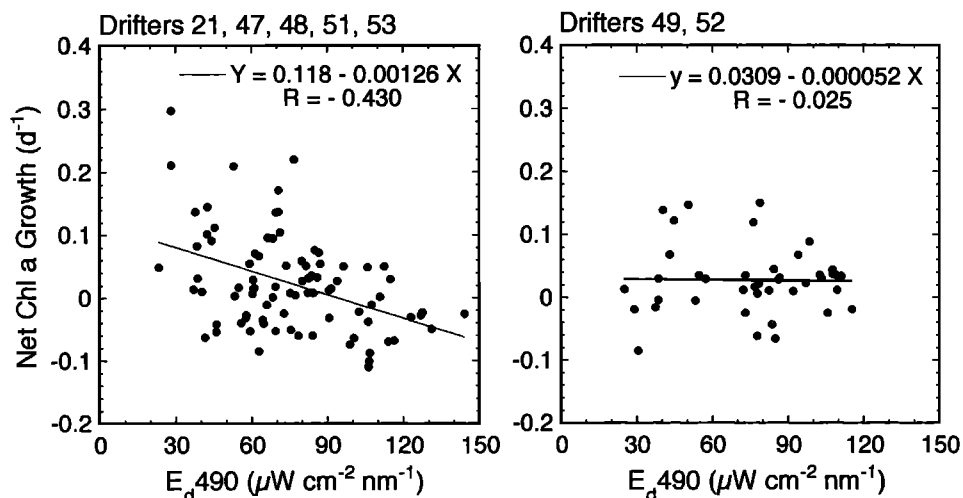 Drifters 21, 47, 48, 51, 53
Y = 0.118 - 0.00126 X
R = - 0.430
Net Chl a Growth (d⁻¹)
0.4
0.3
0.2
0.1
0
-0.1
-0.2
0 30 60 90 120 150
E_d490 (µW cm⁻² nm⁻¹)
Drifters 49, 52
y = 0.0309 - 0.000052 X
R = - 0.025
0.4
0.3
0.2
0.1
0
-0.1
-0.2
0 30 60 90 120 150
E_d490 (µW cm⁻² nm⁻¹)